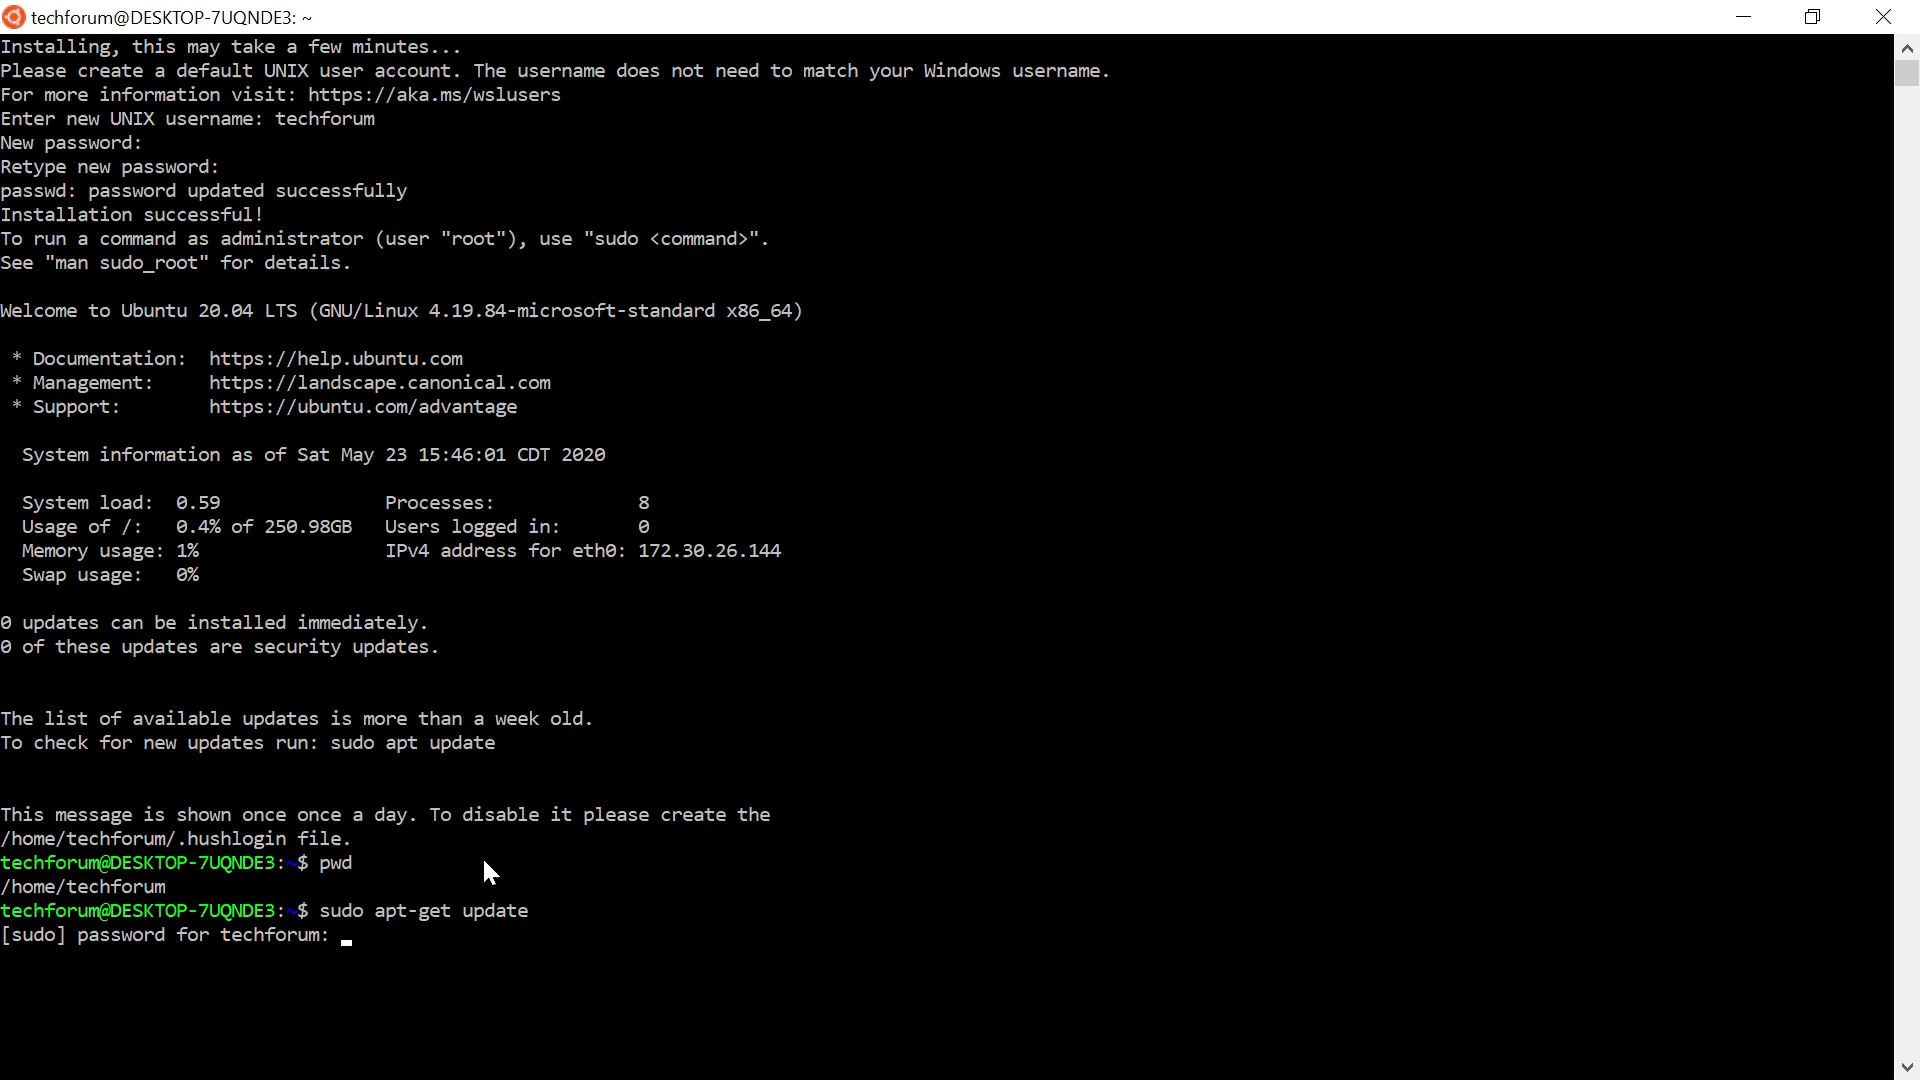 techforum@DESKTOP-7UQNDE3: ~
Installing, this may take a few minutes...
Please create a default UNIX user account. The username does not need to match your Windows username.
For more information visit: https://aka.ms/wslusers
Enter new UNIX username: techforum
New password:
Retype new password:
passwd: password updated successfully
Installation successful!
To run a command as administrator (user "root"), use "sudo <command>".
See "man sudo_root" for details.
Welcome to Ubuntu 20.04 LTS (GNU/Linux 4.19.84-microsoft-standard x86_64)
* Documentation:  https://help.ubuntu.com
* Management:     https://landscape.canonical.com
* Support:        https://ubuntu.com/advantage
System information as of Sat May 23 15:46:01 CDT 2020
System load:  0.59               Processes:             8
Usage of /:   0.4% of 250.98GB   Users logged in:       0
Memory usage: 1%                 IPv4 address for eth0: 172.30.26.144
Swap usage:   0%
0 updates can be installed immediately.
0 of these updates are security updates.
The list of available updates is more than a week old.
To check for new updates run: sudo apt update
This message is shown once once a day. To disable it please create the
/home/techforum/.hushlogin file.
techforum@DESKTOP-7UQNDE3:~$ pwd
/home/techforum
techforum@DESKTOP-7UQNDE3:~$ sudo apt-get update
[sudo] password for techforum: